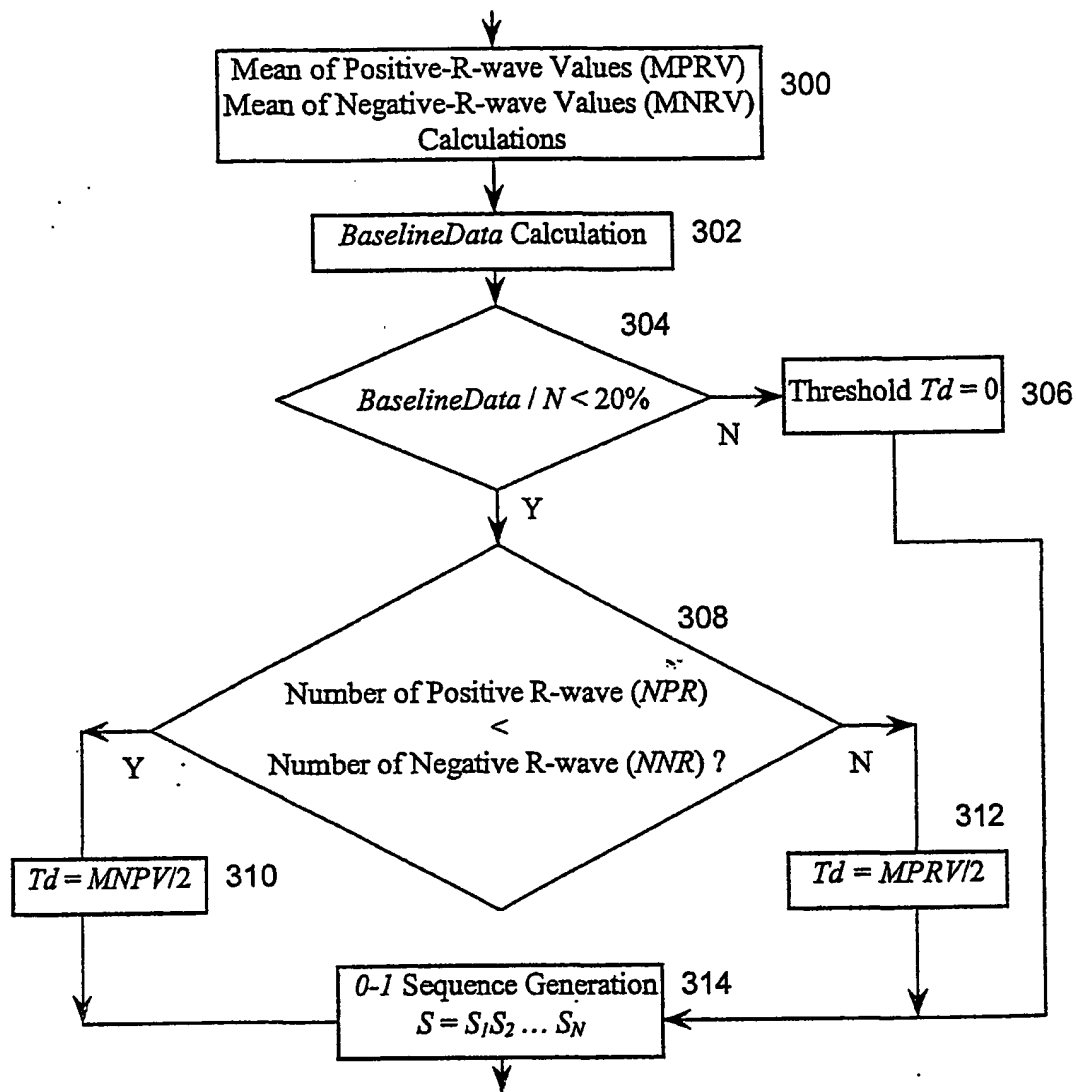 Mean of Positive-R-wave Values (MPRV)
Mean of Negative-R-wave Values (MNRV)
Calculations
300
BaselineData Calculation
302
304
BaselineData / N < 20%
N
Threshold Td = 0
306
Y
308
Number of Positive R-wave (NPR)
<
Number of Negative R-wave (NNR) ?
Y
N
312
Td = MNPV/2
310
Td = MPRV/2
0-1 Sequence Generation
S = S1S2 ... SN
314